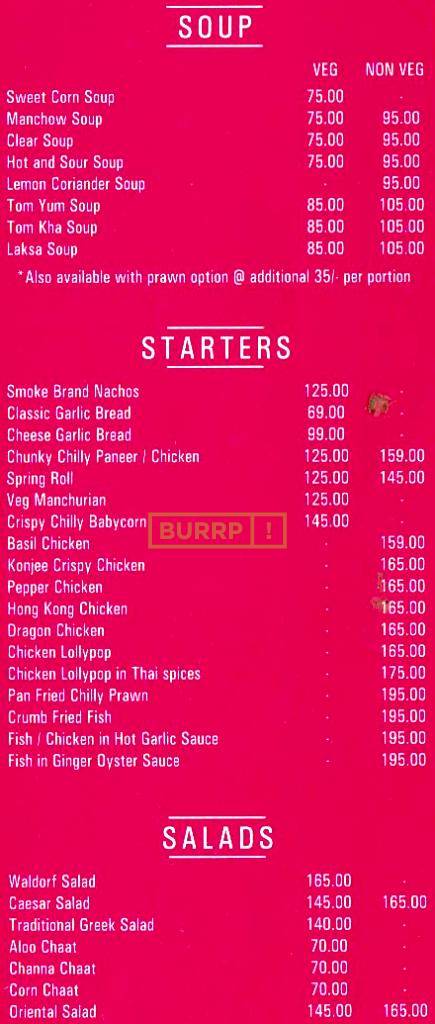 SOUP
VEG NON VEG
Sweet Corn Soup 75.00 -
Manchow Soup 75.00 95.00
Clear Soup 75.00 95.00
Hot and Sour Soup 75.00 95.00
Lemon Coriander Soup - 95.00
Tom Yum Soup 85.00 105.00
Tom Kha Soup 85.00 105.00
Laksa Soup 85.00 105.00
*Also available with prawn option @ additional 35/- per portion
STARTERS
Smoke Brand Nachos 125.00 -
Classic Garlic Bread 69.00 -
Cheese Garlic Bread 99.00 -
Chunky Chilly Paneer / Chicken 125.00 159.00
Spring Roll 125.00 145.00
Veg Manchurian 125.00 -
Crispy Chilly Babycorn 145.00 -
BURRP!
Basil Chicken - 159.00
Konjee Crispy Chicken - 165.00
Pepper Chicken - 165.00
Hong Kong Chicken - 165.00
Dragon Chicken - 165.00
Chicken Lollypop - 165.00
Chicken Lollypop in Thai spices - 175.00
Pan Fried Chilly Prawn - 195.00
Crumb Fried Fish - 195.00
Fish / Chicken in Hot Garlic Sauce - 195.00
Fish in Ginger Oyster Sauce - 195.00
SALADS
Waldorf Salad 165.00 -
Caesar Salad 145.00 165.00
Traditional Greek Salad 140.00 -
Aloo Chaat 70.00 -
Channa Chaat 70.00 -
Corn Chaat 70.00 -
Oriental Salad 145.00 165.00